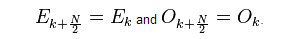 $E_{k+\frac{N}{2}} = E_k$ and $O_{k+\frac{N}{2}} = O_k$.